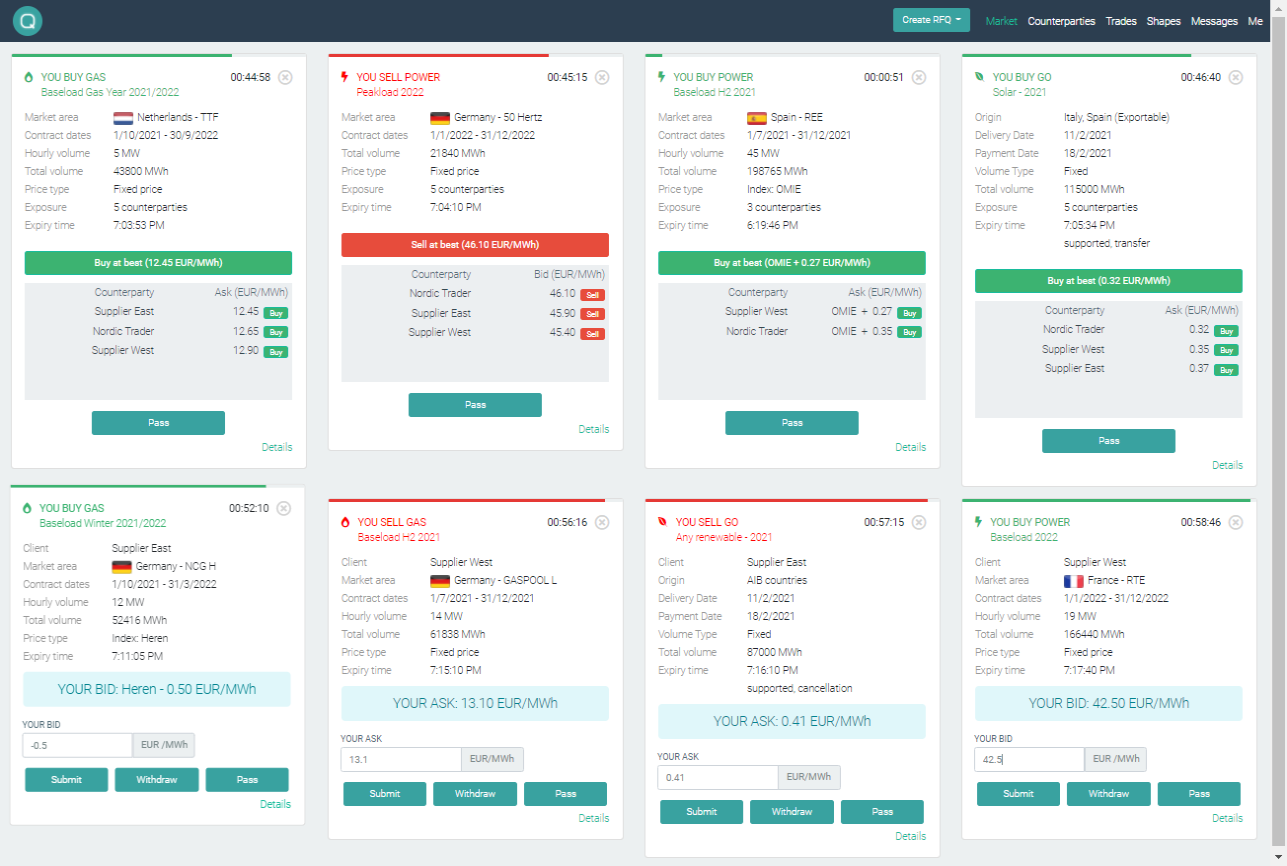 Q
Create RFQ
Market Counterparties Trades Shapes Messages Me
YOU BUY GAS 00:44:58
Baseload Gas Year 2021/2022
Market area Netherlands - TTF
Contract dates 1/10/2021 - 30/9/2022
Hourly volume 5 MW
Total volume 43800 MWh
Price type Fixed price
Exposure 5 counterparties
Expiry time 7:03:53 PM
Buy at best (12.45 EUR/MWh)
Counterparty Ask (EUR/MWh)
Supplier East 12.45 Buy
Nordic Trader 12.65 Buy
Supplier West 12.90 Buy
Pass
Details
YOU SELL POWER 00:45:15
Peakload 2022
Market area Germany - 50 Hertz
Contract dates 1/1/2022 - 31/12/2022
Total volume 21840 MWh
Price type Fixed price
Exposure 5 counterparties
Expiry time 7:04:10 PM
Sell at best (46.10 EUR/MWh)
Counterparty Bid (EUR/MWh)
Nordic Trader 46.10 Sell
Supplier East 45.90 Sell
Supplier West 45.40 Sell
Pass
Details
YOU BUY POWER 00:00:51
Baseload H2 2021
Market area Spain - REE
Contract dates 1/7/2021 - 31/12/2021
Hourly volume 45 MW
Total volume 198765 MWh
Price type Index: OMIE
Exposure 3 counterparties
Expiry time 6:19:46 PM
Buy at best (OMIE + 0.27 EUR/MWh)
Counterparty Ask (EUR/MWh)
Supplier West OMIE + 0.27 Buy
Nordic Trader OMIE + 0.35 Buy
Pass
Details
YOU BUY GO 00:46:40
Solar - 2021
Origin Italy, Spain (Exportable)
Delivery Date 11/2/2021
Payment Date 18/2/2021
Volume Type Fixed
Total volume 115000 MWh
Exposure 5 counterparties
Expiry time 7:05:34 PM
supported, transfer
Buy at best (0.32 EUR/MWh)
Counterparty Ask (EUR/MWh)
Nordic Trader 0.32 Buy
Supplier West 0.35 Buy
Supplier East 0.37 Buy
Pass
Details
YOU BUY GAS 00:52:10
Baseload Winter 2021/2022
Client Supplier East
Market area Germany - NCG H
Contract dates 1/10/2021 - 31/3/2022
Hourly volume 12 MW
Total volume 52416 MWh
Price type Index: Heren
Expiry time 7:11:05 PM
YOUR BID: Heren - 0.50 EUR/MWh
YOUR BID
-0.5 EUR /MWh
Submit Withdraw Pass
Details
YOU SELL GAS 00:56:16
Baseload H2 2021
Client Supplier West
Market area Germany - GASPOOL L
Contract dates 1/7/2021 - 31/12/2021
Hourly volume 14 MW
Total volume 61838 MWh
Price type Fixed price
Expiry time 7:15:10 PM
YOUR ASK: 13.10 EUR/MWh
YOUR ASK
13.1 EUR/MWh
Submit Withdraw Pass
Details
YOU SELL GO 00:57:15
Any renewable - 2021
Client Supplier East
Origin AIB countries
Delivery Date 11/2/2021
Payment Date 18/2/2021
Volume Type Fixed
Total volume 87000 MWh
Expiry time 7:16:10 PM
supported, cancellation
YOUR ASK: 0.41 EUR/MWh
YOUR ASK
0.41 EUR/MWh
Submit Withdraw Pass
Details
YOU BUY POWER 00:58:46
Baseload 2022
Client Supplier West
Market area France - RTE
Contract dates 1/1/2022 - 31/12/2022
Hourly volume 19 MW
Total volume 166440 MWh
Price type Fixed price
Expiry time 7:17:40 PM
YOUR BID: 42.50 EUR/MWh
YOUR BID
42.5 EUR /MWh
Submit Withdraw Pass
Details